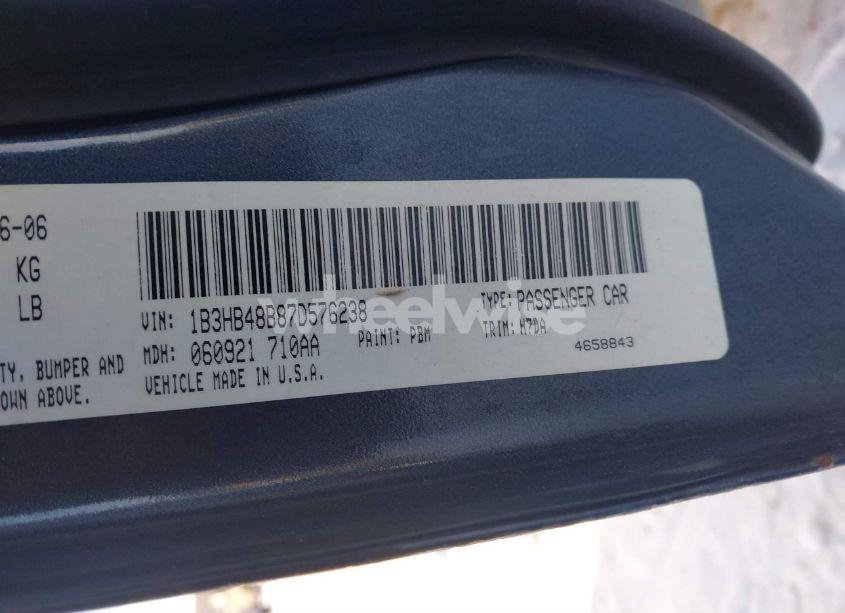 6-06
KG
LB
VIN: 1B3HB48B87D576238
TYPE: PASSENGER CAR
MDH: 060921 710AA
PAINT: PBM
TRIM: M7DA
4658843
TY, BUMPER AND
OWN ABOVE.
VEHICLE MADE IN U.S.A.
wheelwise